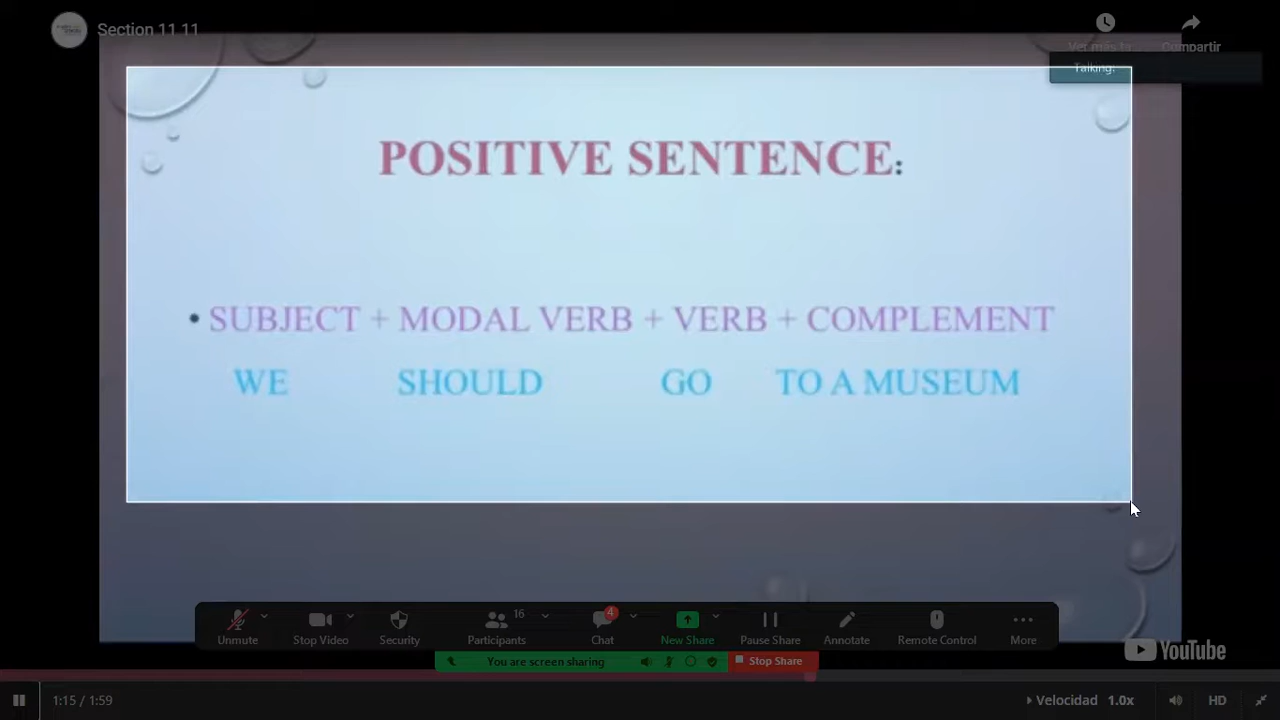 Section 11 11
Ver más ta...
Compartir
Talking:
POSITIVE SENTENCE:
• SUBJECT + MODAL VERB + VERB + COMPLEMENT
WE SHOULD GO TO A MUSEUM
16
4
Unmute
Stop Video
Security
Participants
Chat
New Share
Pause Share
Annotate
Remote Control
More
You are screen sharing
Stop Share
YouTube
1:15 / 1:59
Velocidad 1.0x
HD